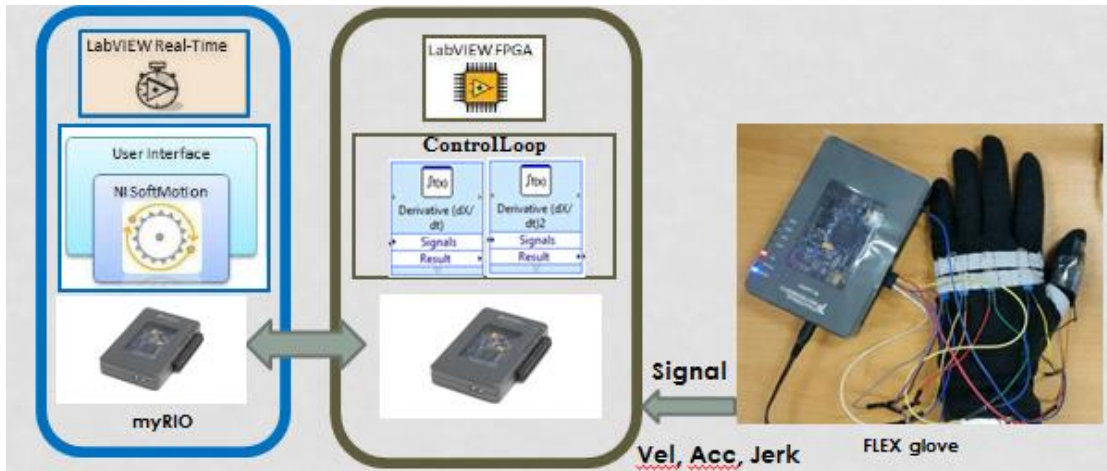 LabVIEW Real-Time
User Interface
NI SoftMotion
myRIO
LabVIEW FPGA
ControlLoop
∫f(x)
Derivative (dX/
dt)
Signals
Result
∫f(x)
Derivative (dX/
dt)2
Signals
Result
Signal
Vel, Acc, Jerk
FLEX glove